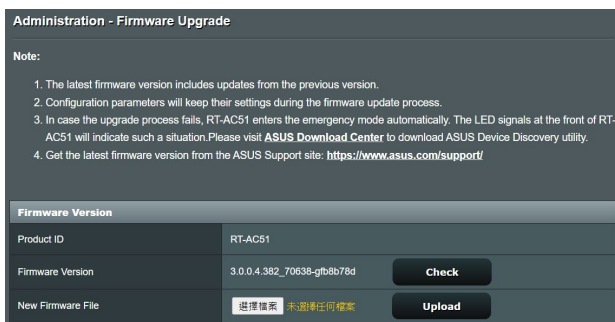 Administration - Firmware Upgrade
Note:
1. The latest firmware version includes updates from the previous version.
2. Configuration parameters will keep their settings during the firmware update process.
3. In case the upgrade process fails, RT-AC51 enters the emergency mode automatically. The LED signals at the front of RT-
AC51 will indicate such a situation.Please visit ASUS Download Center to download ASUS Device Discovery utility.
4. Get the latest firmware version from the ASUS Support site: https://www.asus.com/support/
Firmware Version
Product ID RT-AC51
Firmware Version 3.0.0.4.382_70638-gfb8b78d Check
New Firmware File 選擇檔案 未選擇任何檔案 Upload